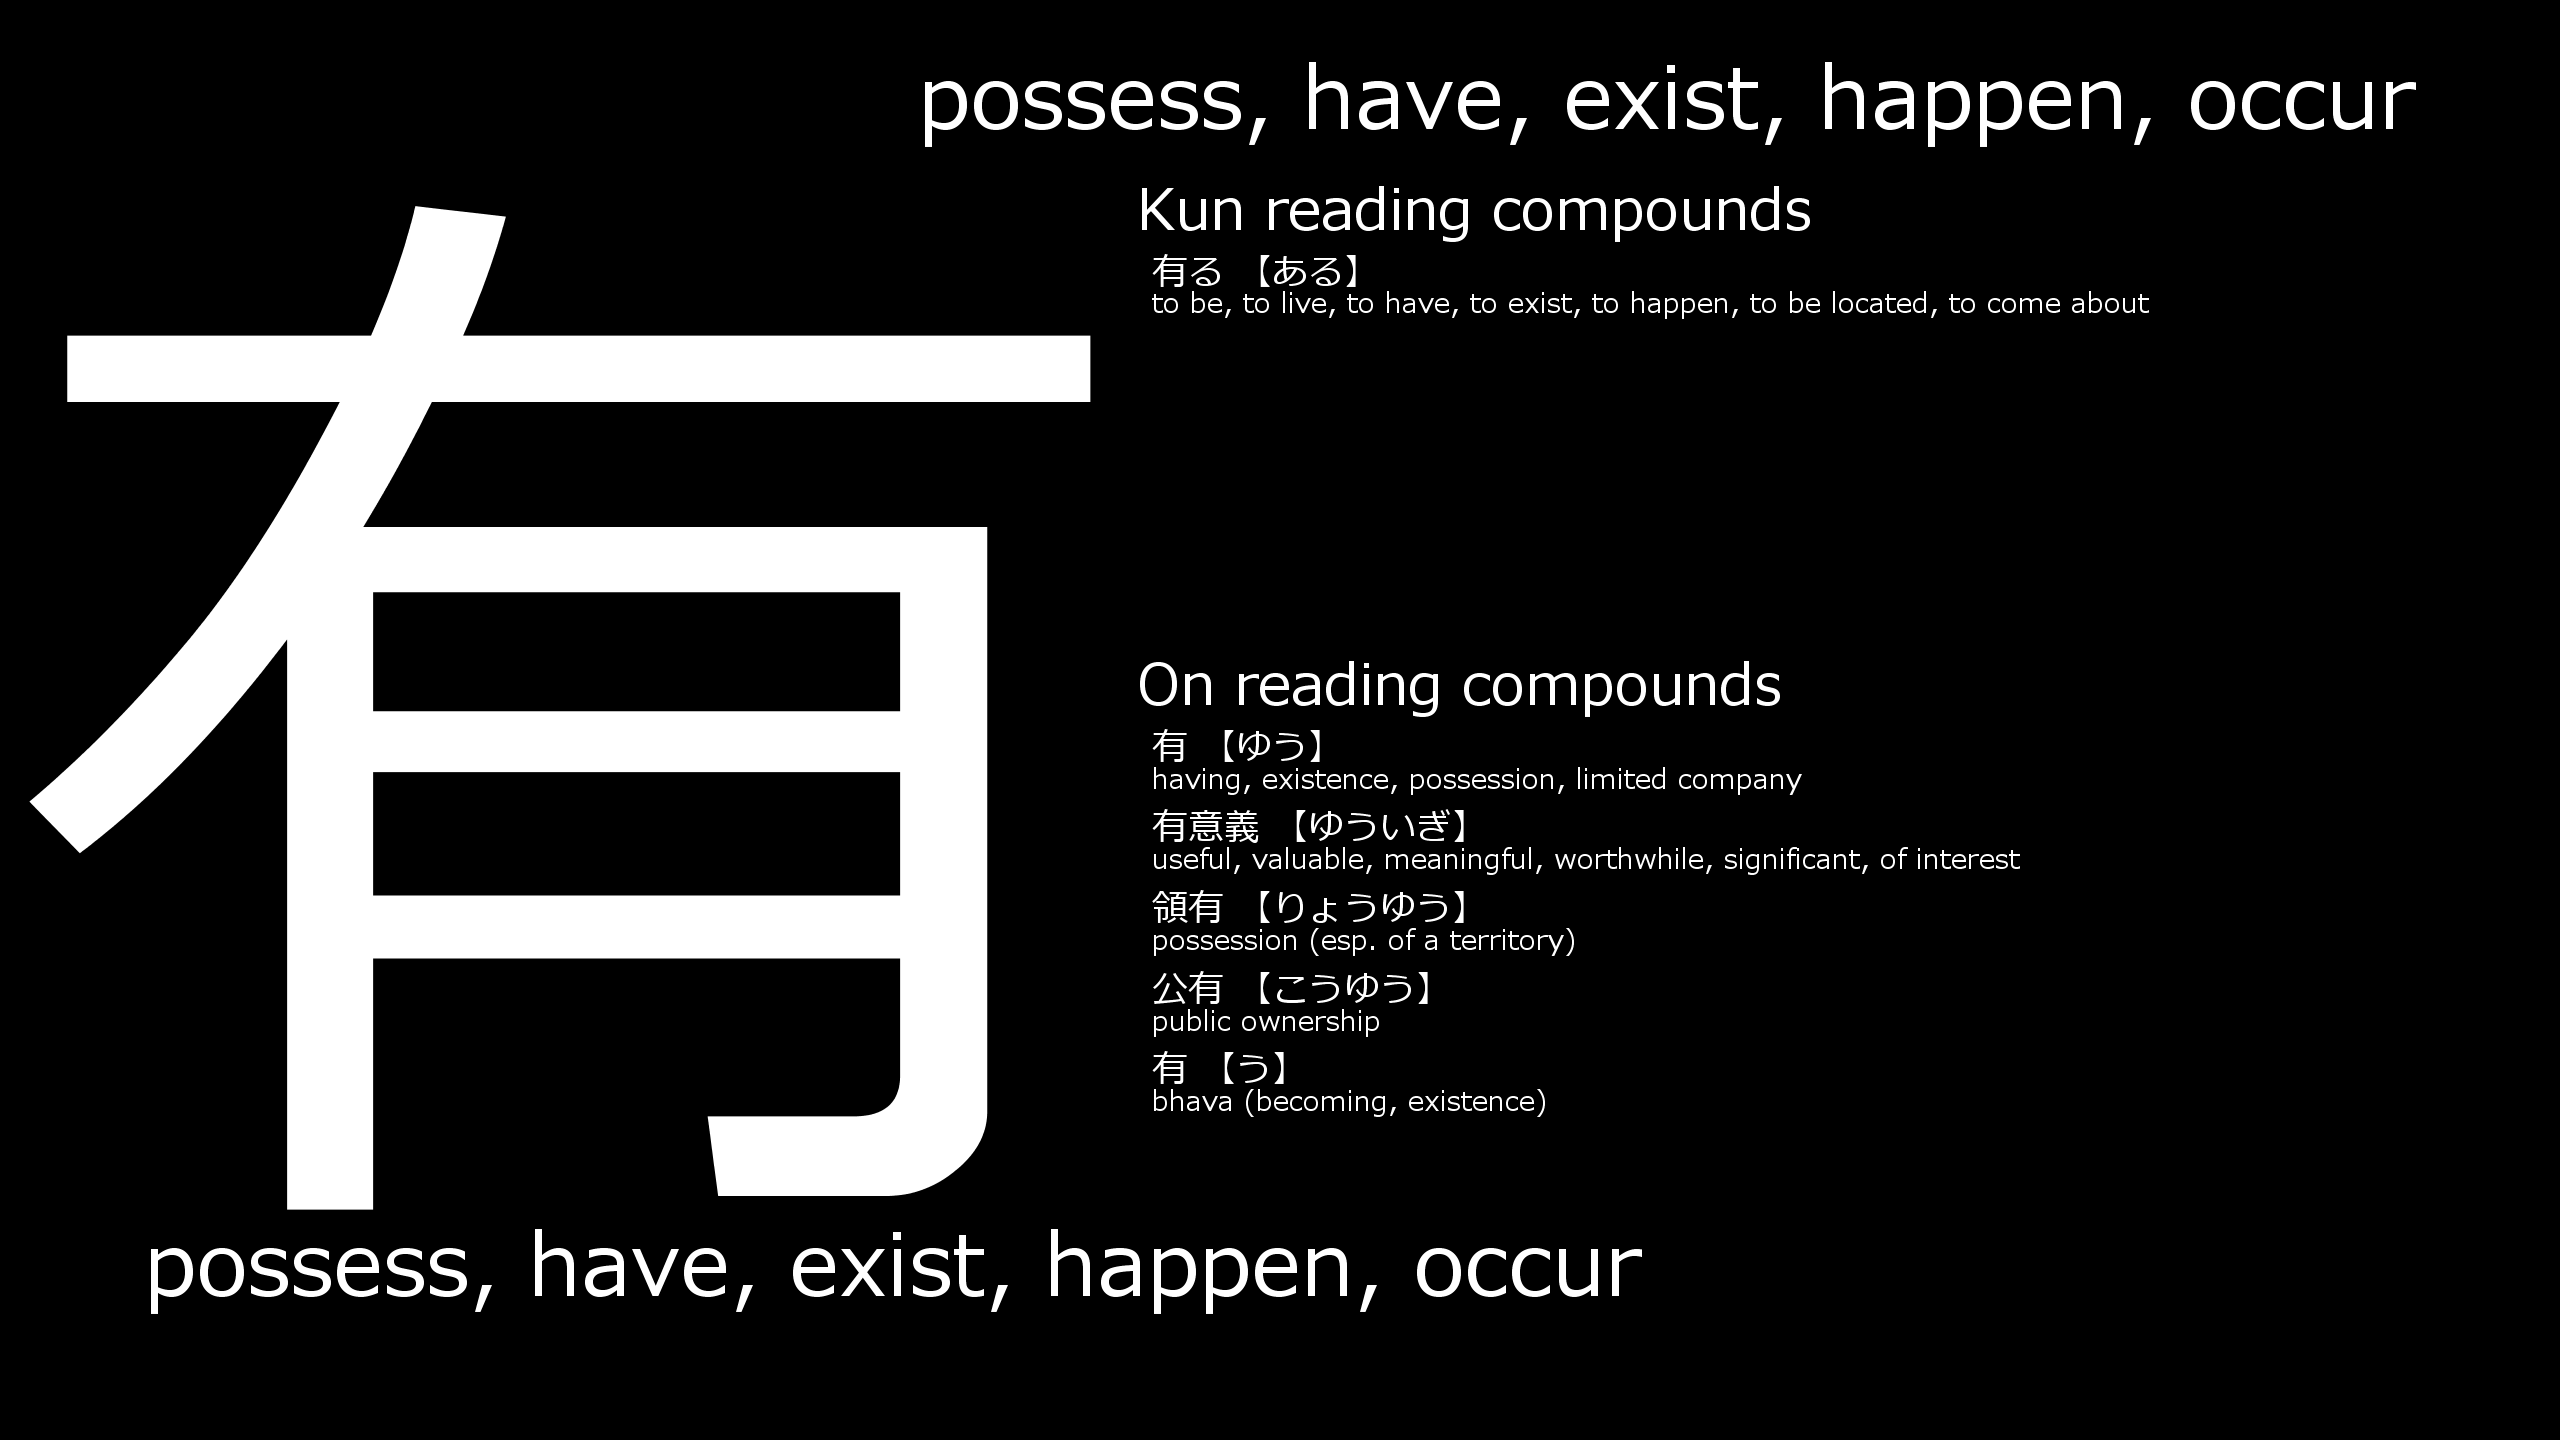 possess, have, exist, happen, occur
有
Kun reading compounds
有る 【ある】
to be, to live, to have, to exist, to happen, to be located, to come about
On reading compounds
有 【ゆう】
having, existence, possession, limited company
有意義 【ゆういぎ】
useful, valuable, meaningful, worthwhile, significant, of interest
領有 【りょうゆう】
possession (esp. of a territory)
公有 【こうゆう】
public ownership
有 【う】
bhava (becoming, existence)
possess, have, exist, happen, occur